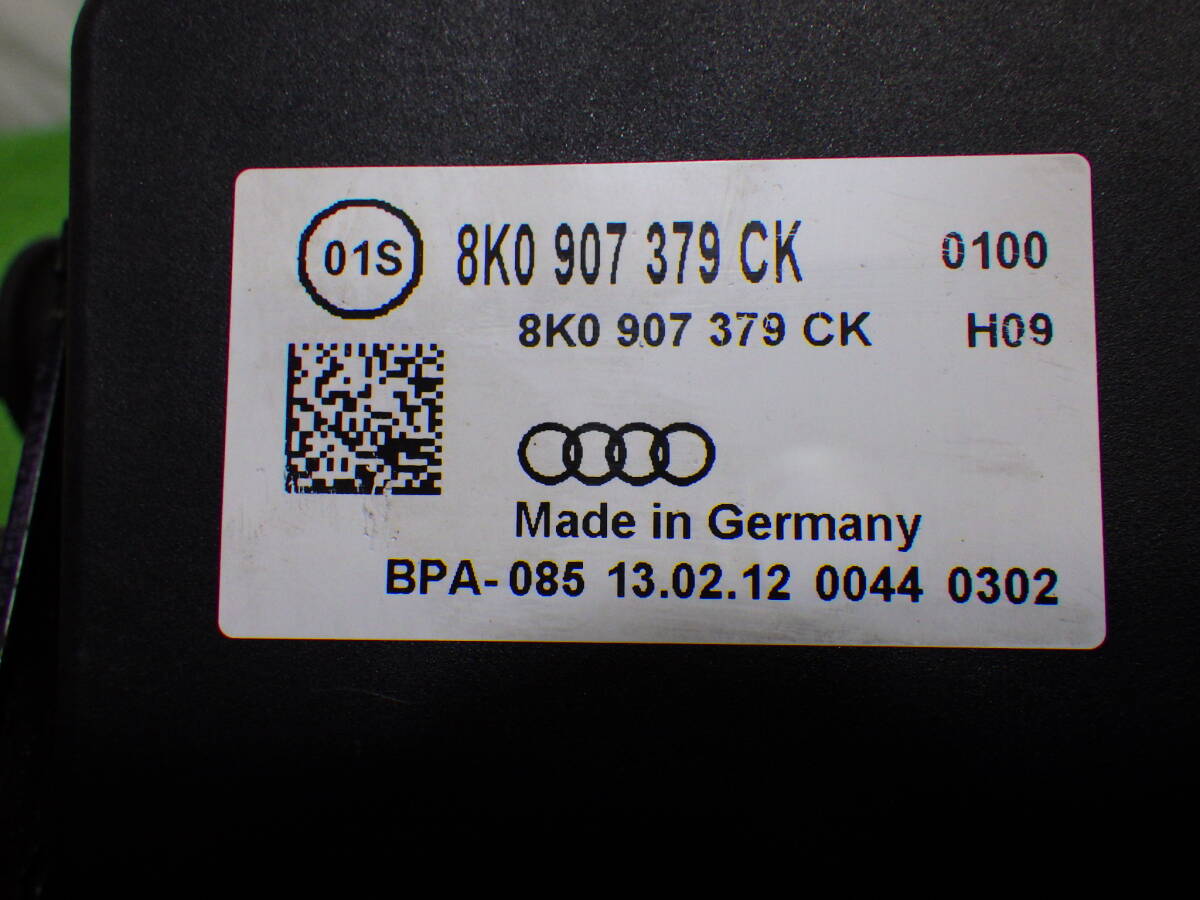 01S 8K0 907 379 CK 0100
8K0 907 379 CK H09
Made in Germany
BPA-085 13.02.12 0044 0302